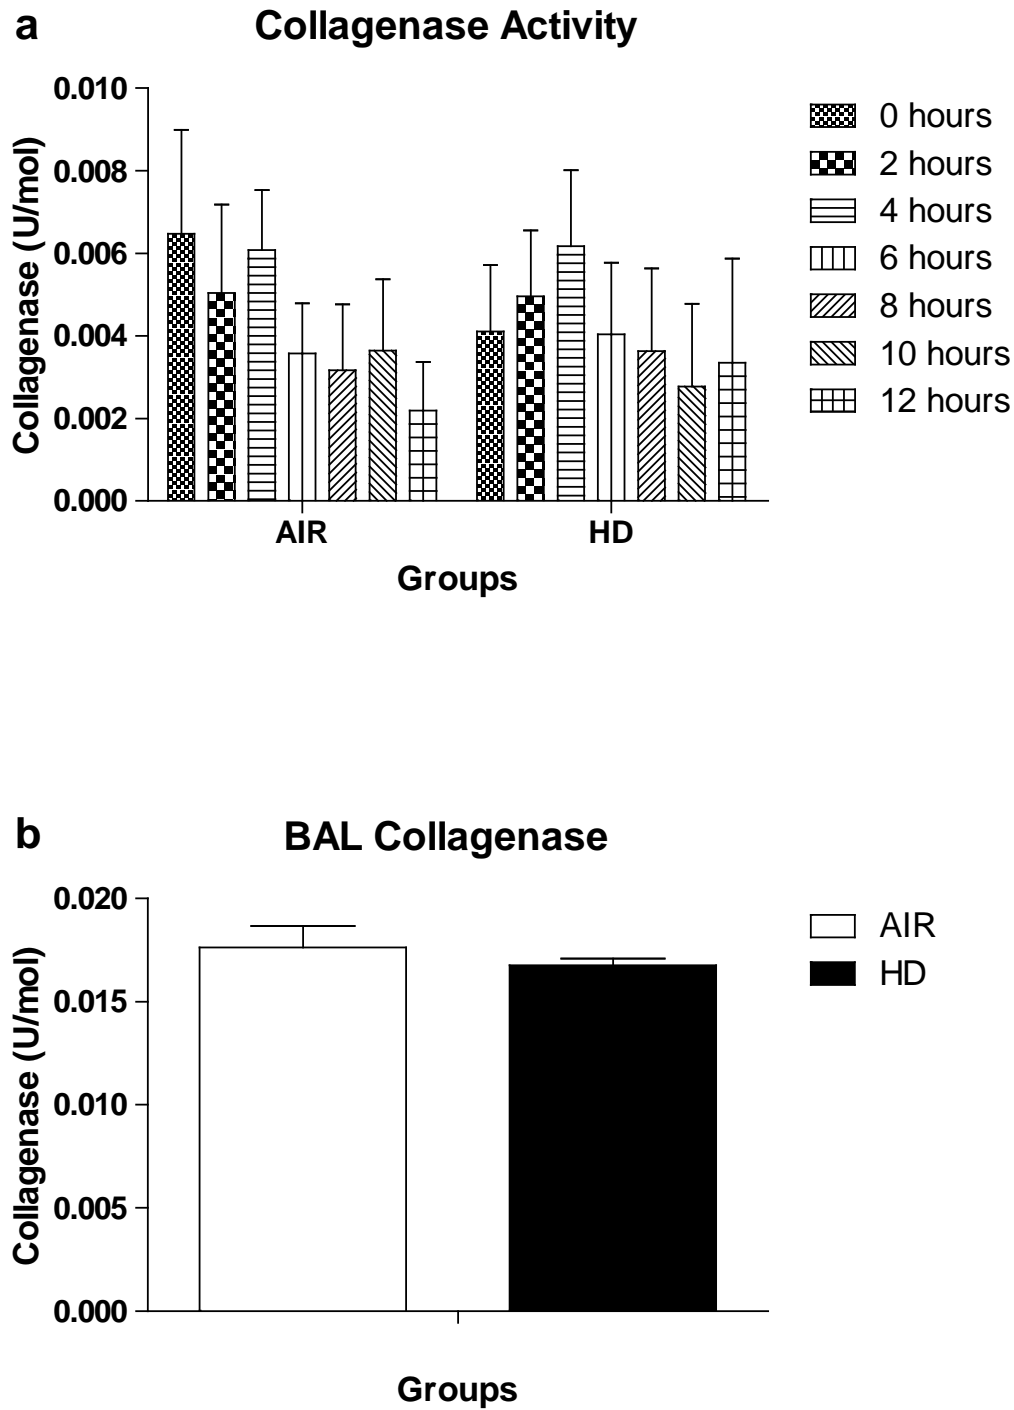 a
Collagenase Activity
Collagenase (U/mol)
0.010
0.008
0.006
0.004
0.002
0.000
AIR
HD
Groups
0 hours
2 hours
4 hours
6 hours
8 hours
10 hours
12 hours
b
BAL Collagenase
Collagenase (U/mol)
0.020
0.015
0.010
0.005
0.000
Groups
AIR
HD